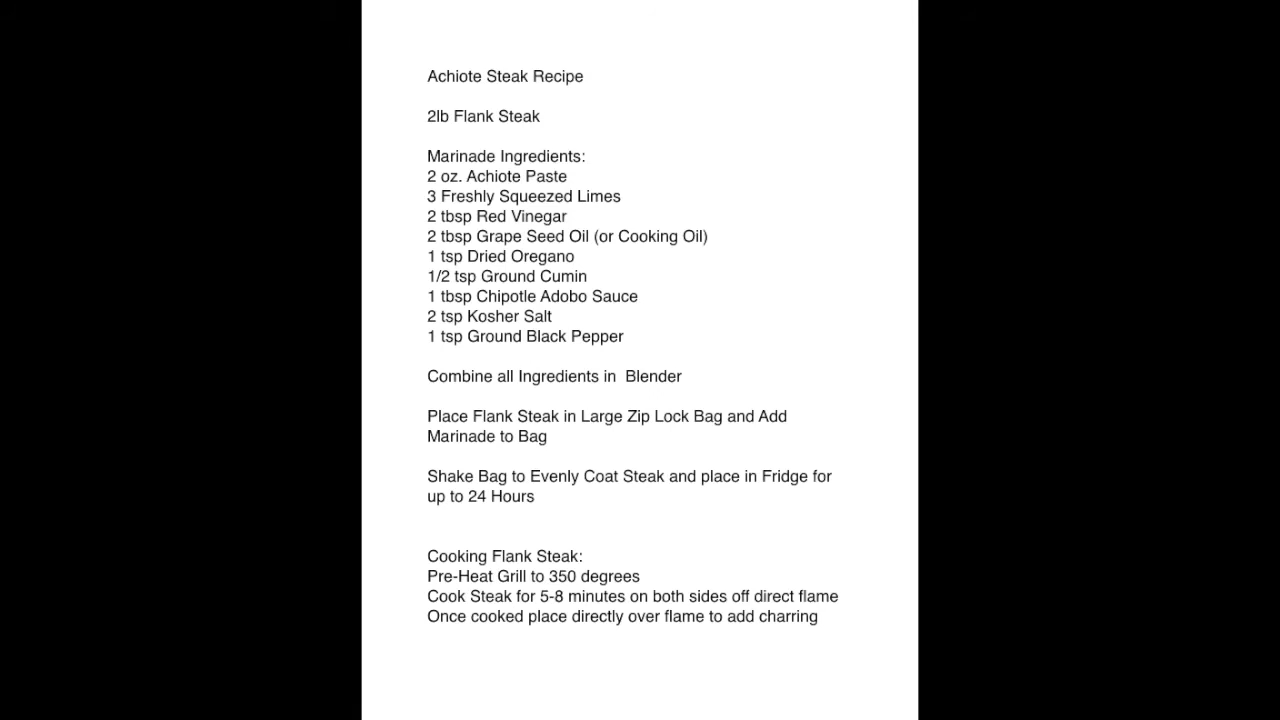 Achiote Steak Recipe
2lb Flank Steak
Marinade Ingredients:
2 oz. Achiote Paste
3 Freshly Squeezed Limes
2 tbsp Red Vinegar
2 tbsp Grape Seed Oil (or Cooking Oil)
1 tsp Dried Oregano
1/2 tsp Ground Cumin
1 tbsp Chipotle Adobo Sauce
2 tsp Kosher Salt
1 tsp Ground Black Pepper
Combine all Ingredients in  Blender
Place Flank Steak in Large Zip Lock Bag and Add
Marinade to Bag
Shake Bag to Evenly Coat Steak and place in Fridge for
up to 24 Hours
Cooking Flank Steak:
Pre-Heat Grill to 350 degrees
Cook Steak for 5-8 minutes on both sides off direct flame
Once cooked place directly over flame to add charring